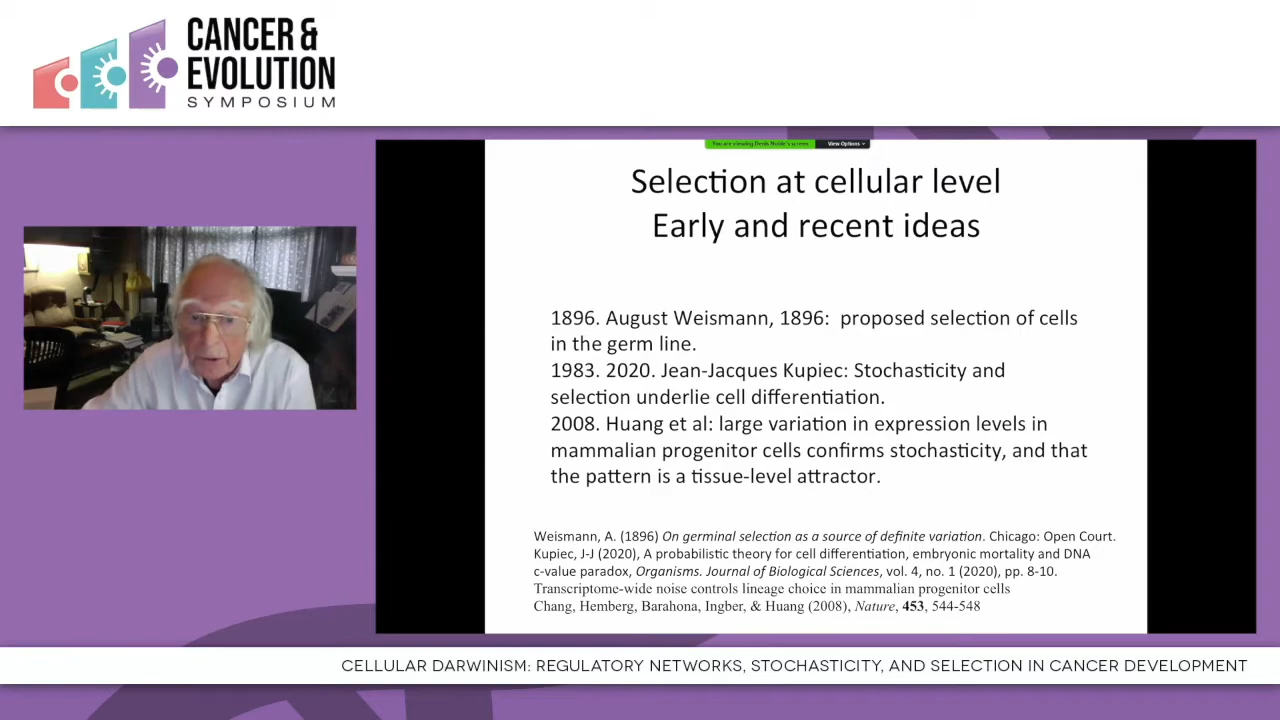 CANCER &
EVOLUTION
SYMPOSIUM
You are viewing Denis Noble's screen View Options
Selection at cellular level
Early and recent ideas
1896. August Weismann, 1896: proposed selection of cells
in the germ line.
1983. 2020. Jean-Jacques Kupiec: Stochasticity and
selection underlie cell differentiation.
2008. Huang et al: large variation in expression levels in
mammalian progenitor cells confirms stochasticity, and that
the pattern is a tissue-level attractor.
Weismann, A. (1896) On germinal selection as a source of definite variation. Chicago: Open Court.
Kupiec, J-J (2020), A probabilistic theory for cell differentiation, embryonic mortality and DNA
c-value paradox, Organisms. Journal of Biological Sciences, vol. 4, no. 1 (2020), pp. 8-10.
Transcriptome-wide noise controls lineage choice in mammalian progenitor cells
Chang, Hemberg, Barahona, Ingber, & Huang (2008), Nature, 453, 544-548
CELLULAR DARWINISM: REGULATORY NETWORKS, STOCHASTICITY, AND SELECTION IN CANCER DEVELOPMENT